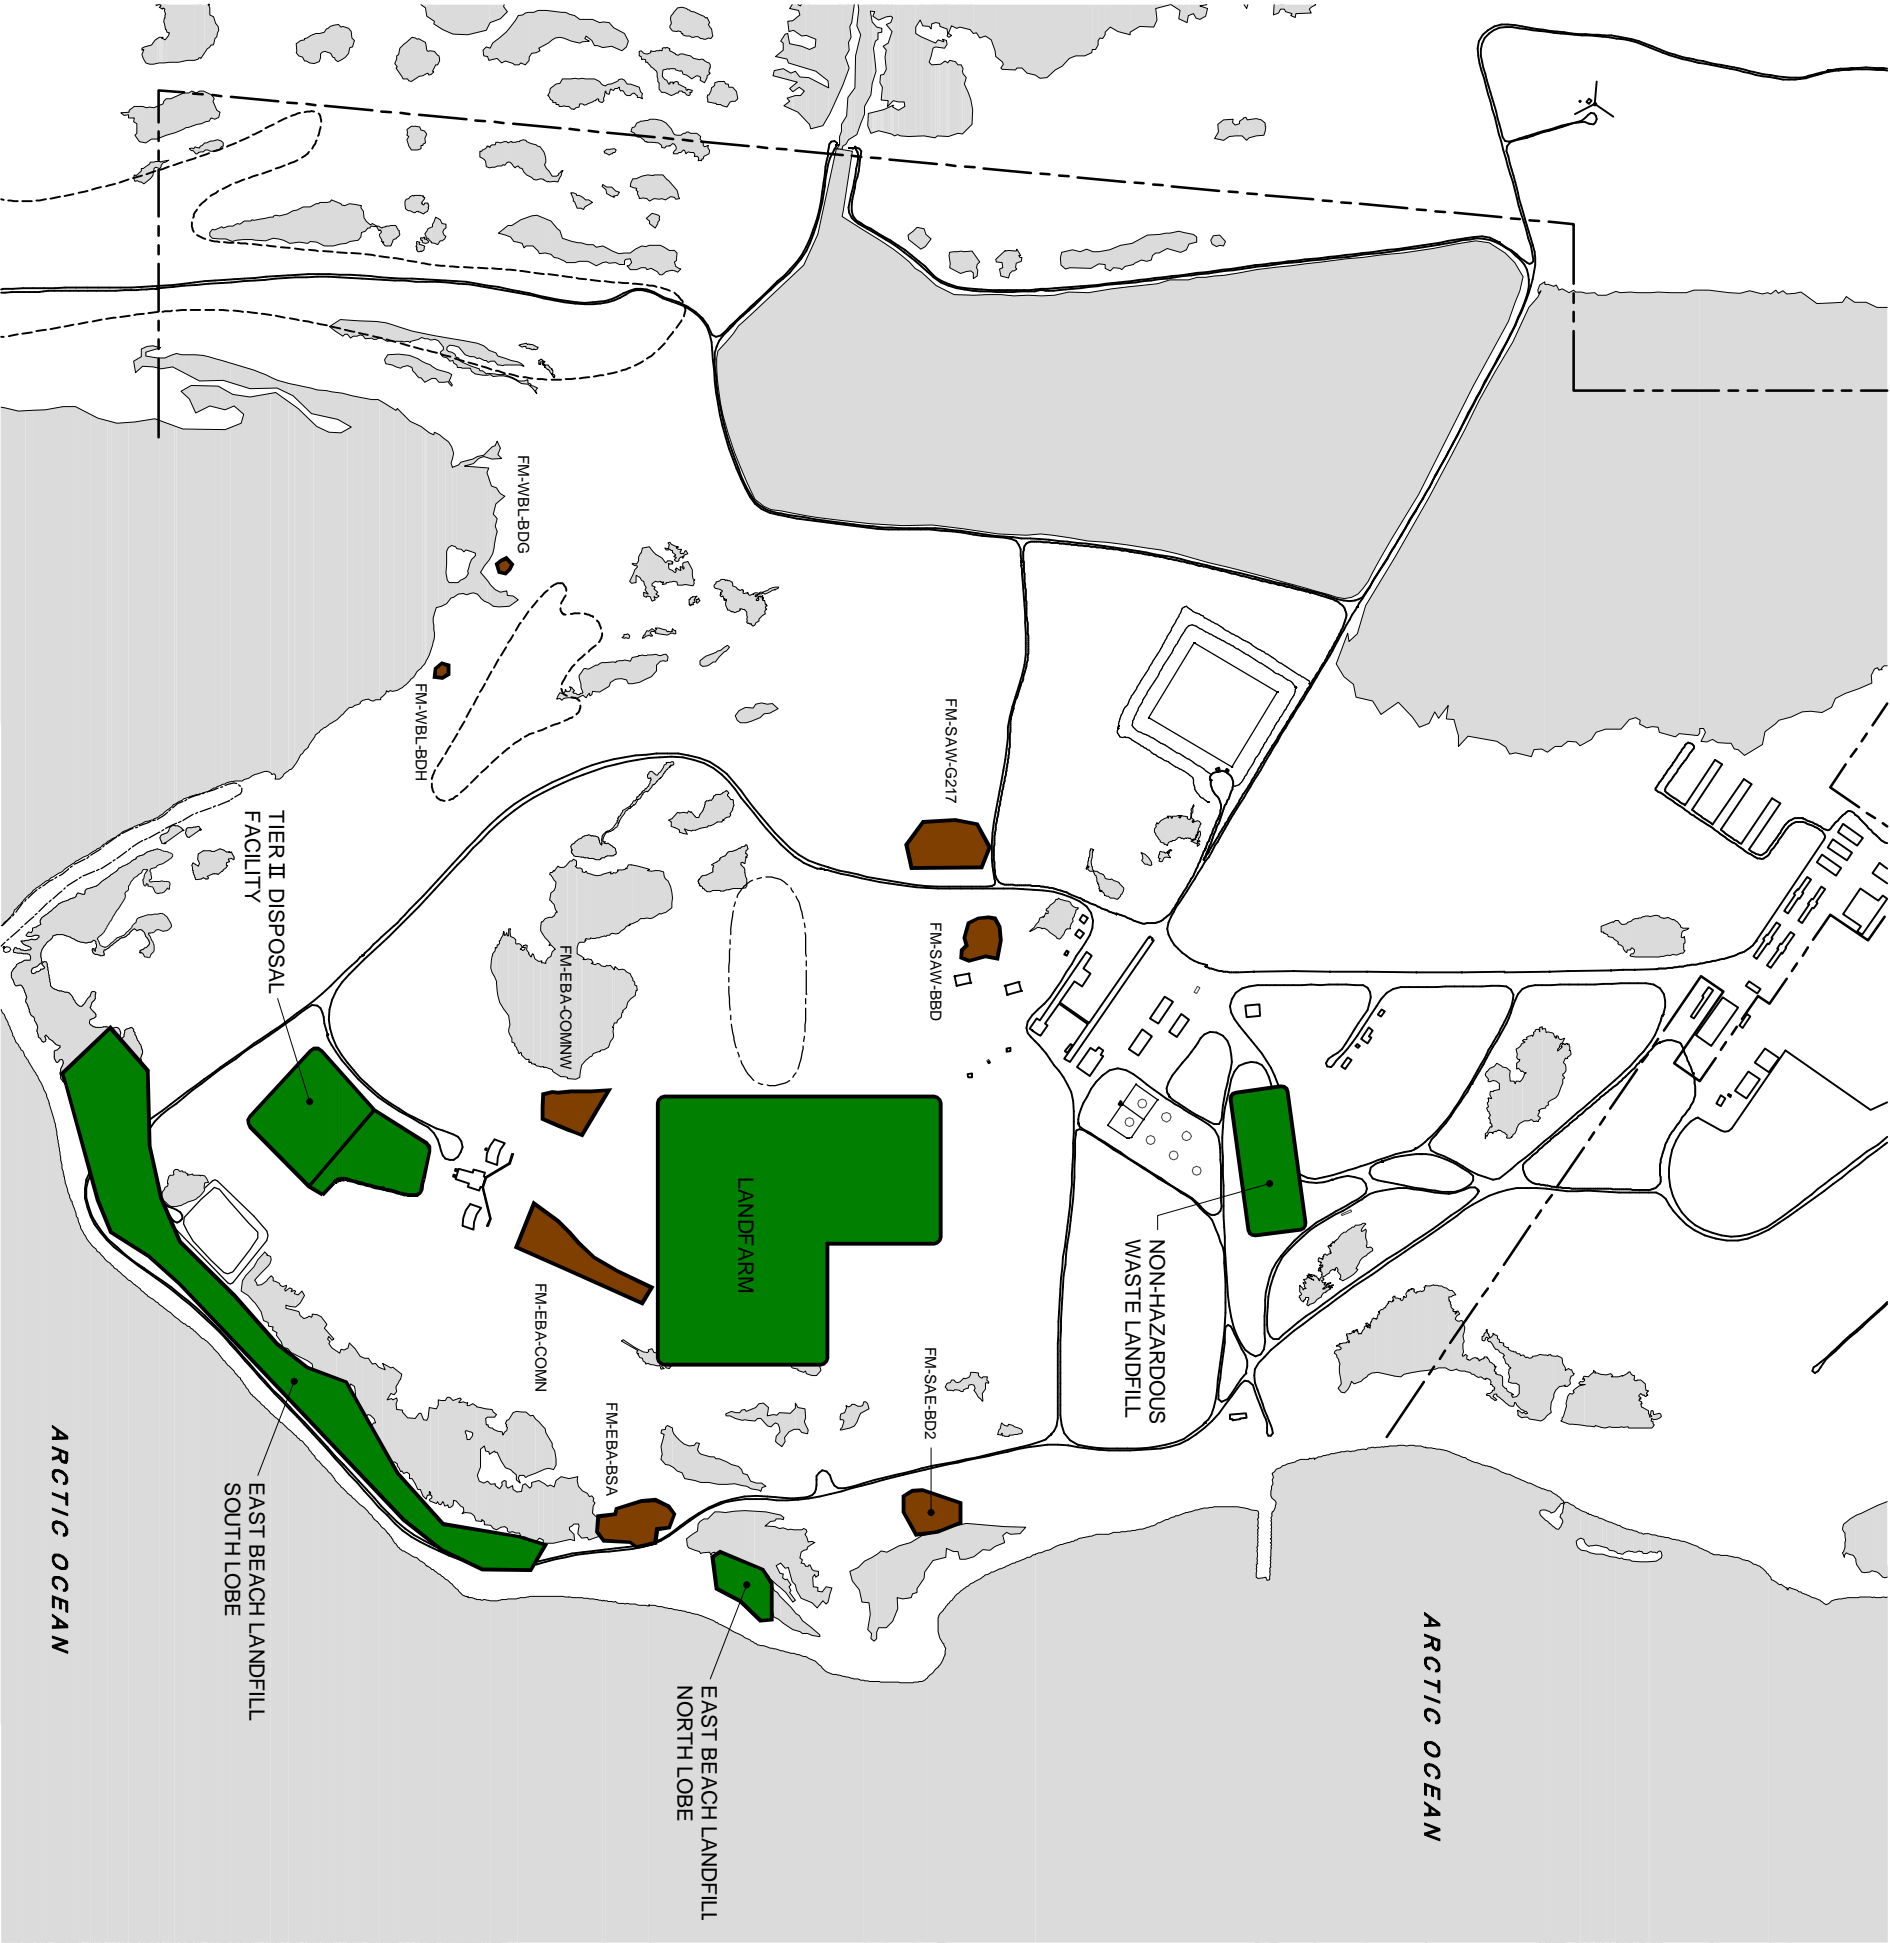 FM-WBL-BDG
FM-WBL-BDH
FM-SAW-G217
TIER II DISPOSAL
FACILITY
FM-EBA-COMNW
FM-SAW-BBD
LANDFARM
NON-HAZARDOUS
WASTE LANDFILL
FM-EBA-COMN
FM-SAE-BD2
FM-EBA-BSA
EAST BEACH LANDFILL
SOUTH LOBE
EAST BEACH LANDFILL
NORTH LOBE
ARCTIC OCEAN
ARCTIC OCEAN